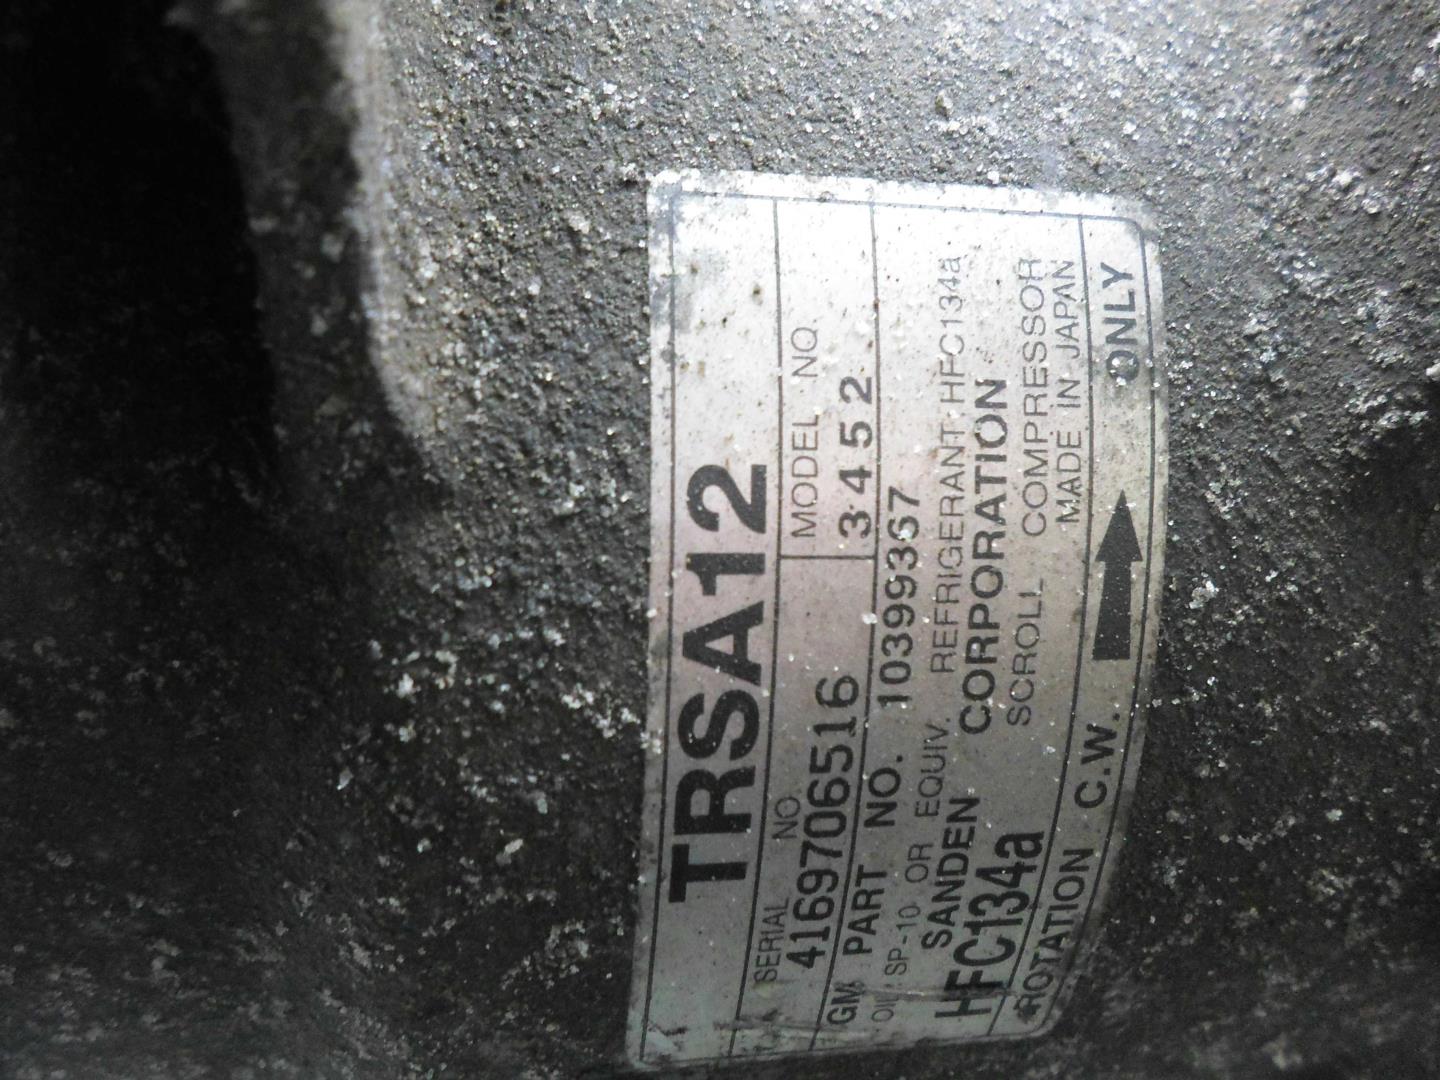 TRSA12
SERIAL NO.
4169706516
MODEL NO.
3452
GM PART NO. 10399367
OIL SP-10 OR EQUIV. REFRIGERANT HFC134a
SANDEN CORPORATION
HFC134a SCROLL COMPRESSOR
MADE IN JAPAN
ROTATION C.W. ONLY